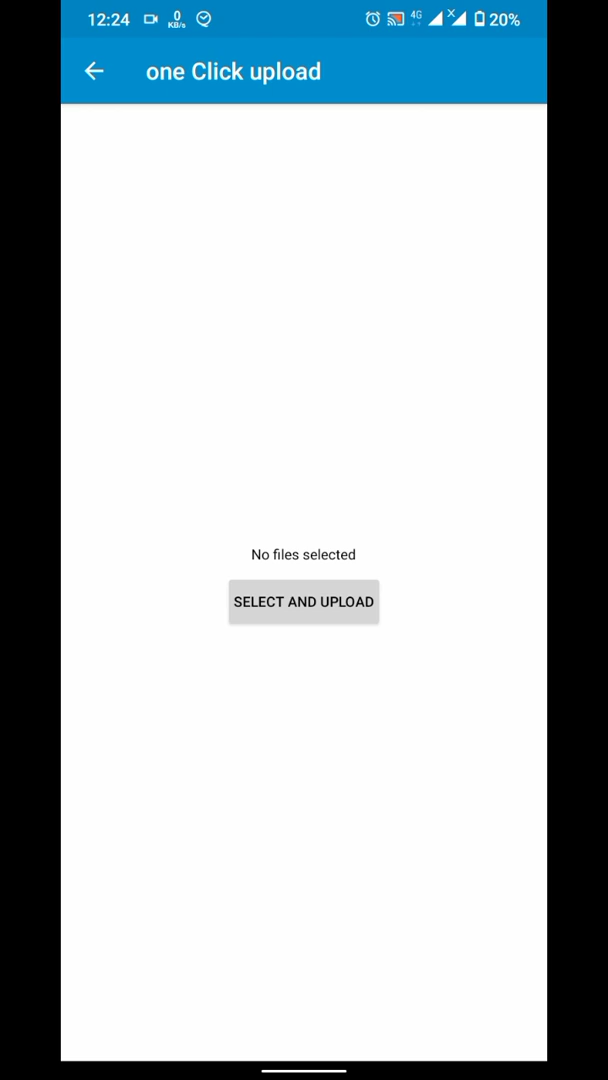 12:24 0 KB/s 4G 20%
one Click upload
No files selected
SELECT AND UPLOAD